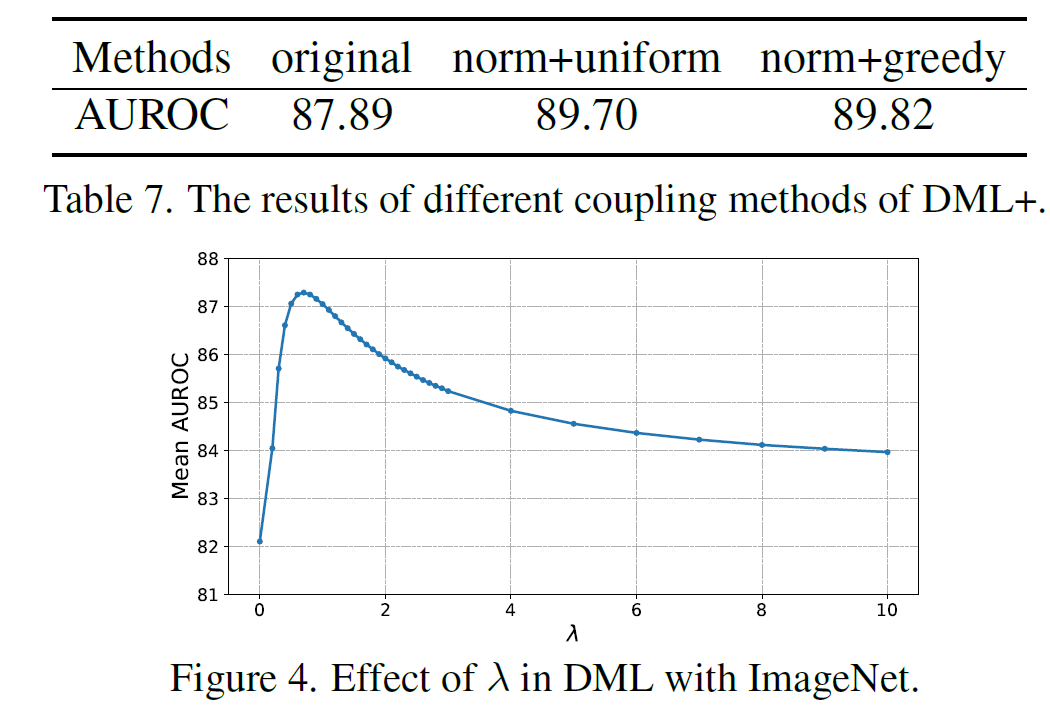 Methods original norm+uniform norm+greedy
AUROC 87.89 89.70 89.82
Table 7. The results of different coupling methods of DML+.
88
87
86
85
84
83
82
81
Mean AUROC
0 2 4 6 8 10
λ
Figure 4. Effect of λ in DML with ImageNet.